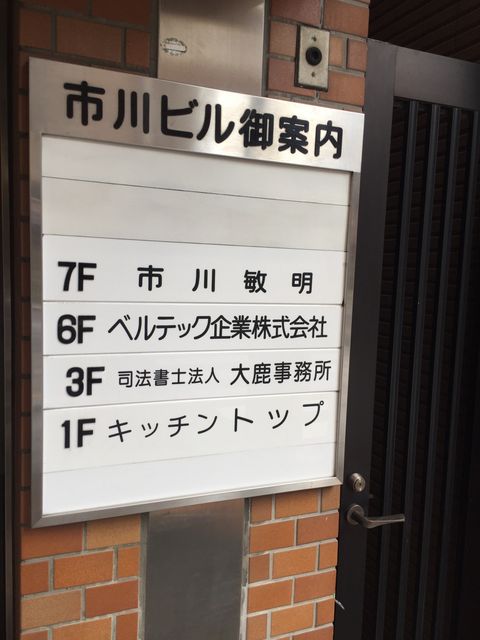 市川ビル御案内
7F 市川敏明
6F ベルテック企業株式会社
3F 司法書士法人 大鹿事務所
1F キッチントップ